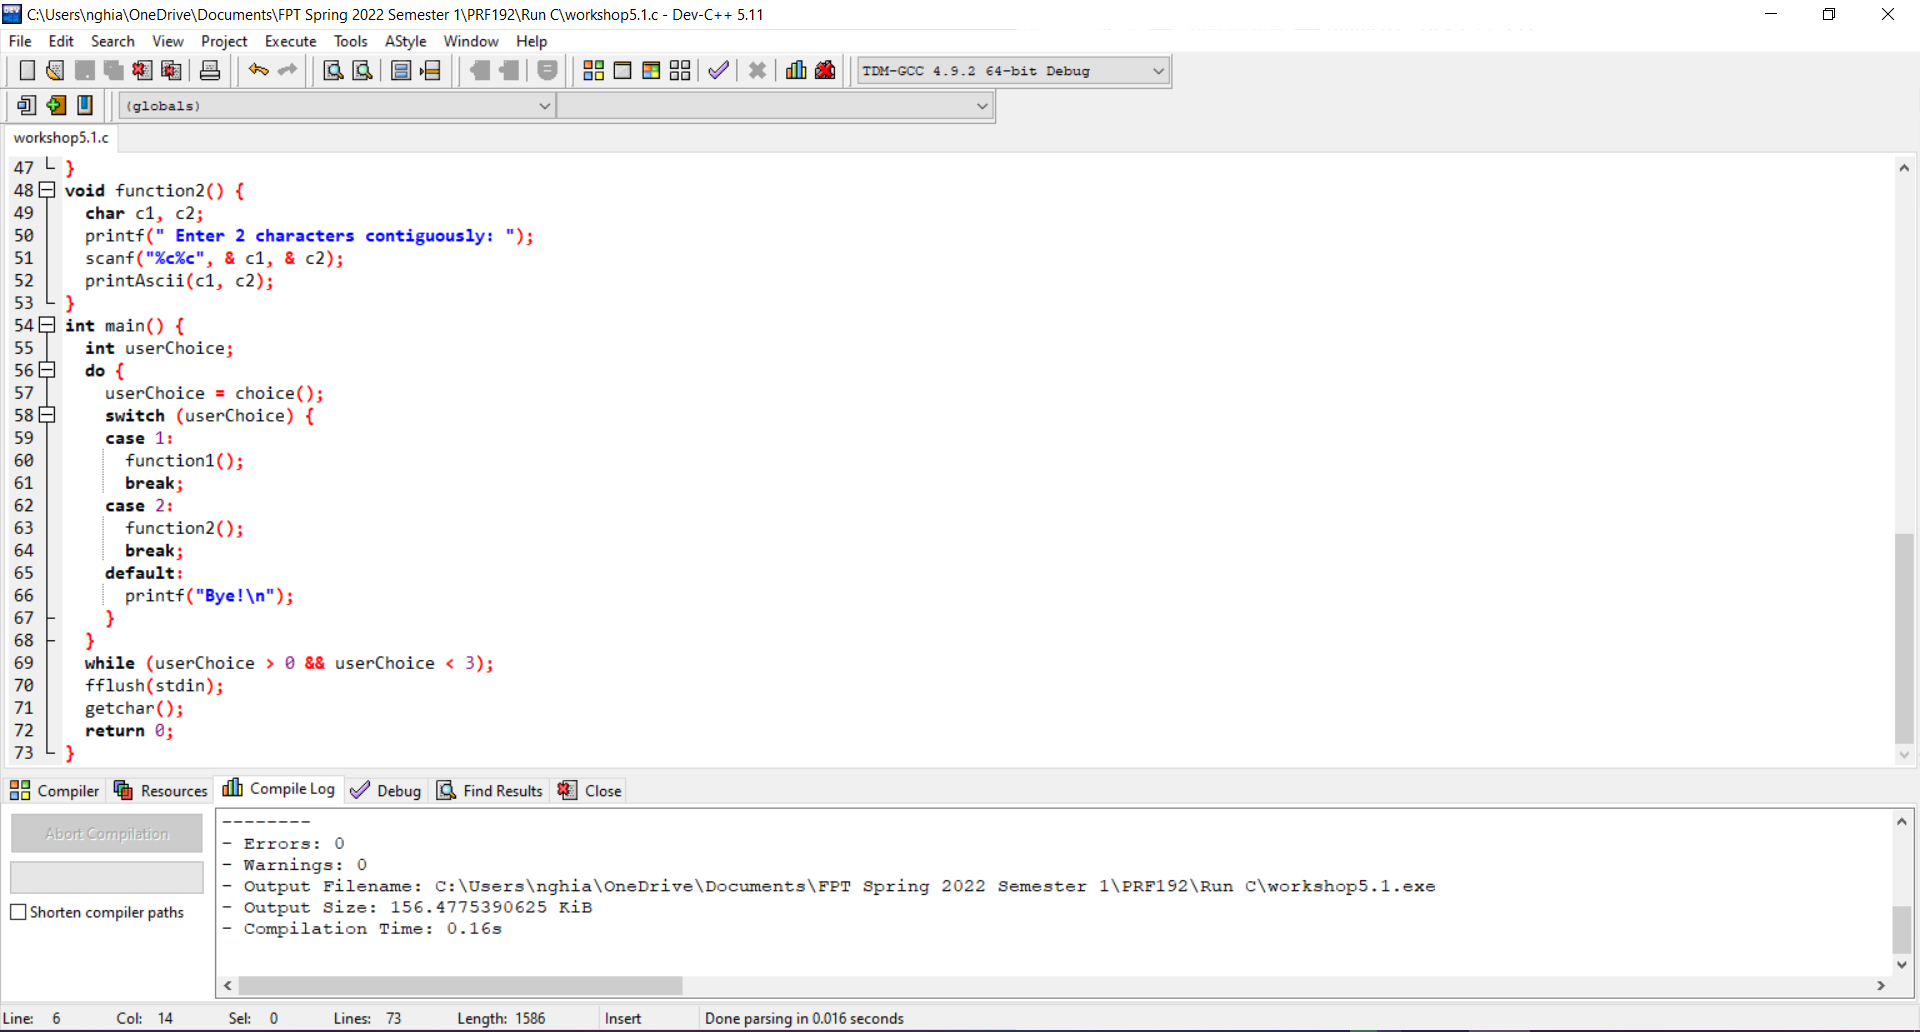 C:\Users\nghia\OneDrive\Documents\FPT Spring 2022 Semester 1\PRF192\Run C\workshop5.1.c - Dev-C++ 5.11
File Edit Search View Project Execute Tools AStyle Window Help
TDM-GCC 4.9.2 64-bit Debug
(globals)
workshop5.1.c
47 }
48 void function2() {
49   char c1, c2;
50   printf(" Enter 2 characters contiguously: ");
51   scanf("%c%c", & c1, & c2);
52   printAscii(c1, c2);
53 }
54 int main() {
55   int userChoice;
56   do {
57     userChoice = choice();
58     switch (userChoice) {
59     case 1:
60       function1();
61       break;
62     case 2:
63       function2();
64       break;
65     default:
66       printf("Bye!\n");
67     }
68   }
69   while (userChoice > 0 && userChoice < 3);
70   fflush(stdin);
71   getchar();
72   return 0;
73 }
Compiler Resources Compile Log Debug Find Results Close
Abort Compilation
Shorten compiler paths
--------
- Errors: 0
- Warnings: 0
- Output Filename: C:\Users\nghia\OneDrive\Documents\FPT Spring 2022 Semester 1\PRF192\Run C\workshop5.1.exe
- Output Size: 156.4775390625 KiB
- Compilation Time: 0.16s
Line: 6 Col: 14 Sel: 0 Lines: 73 Length: 1586 Insert Done parsing in 0.016 seconds